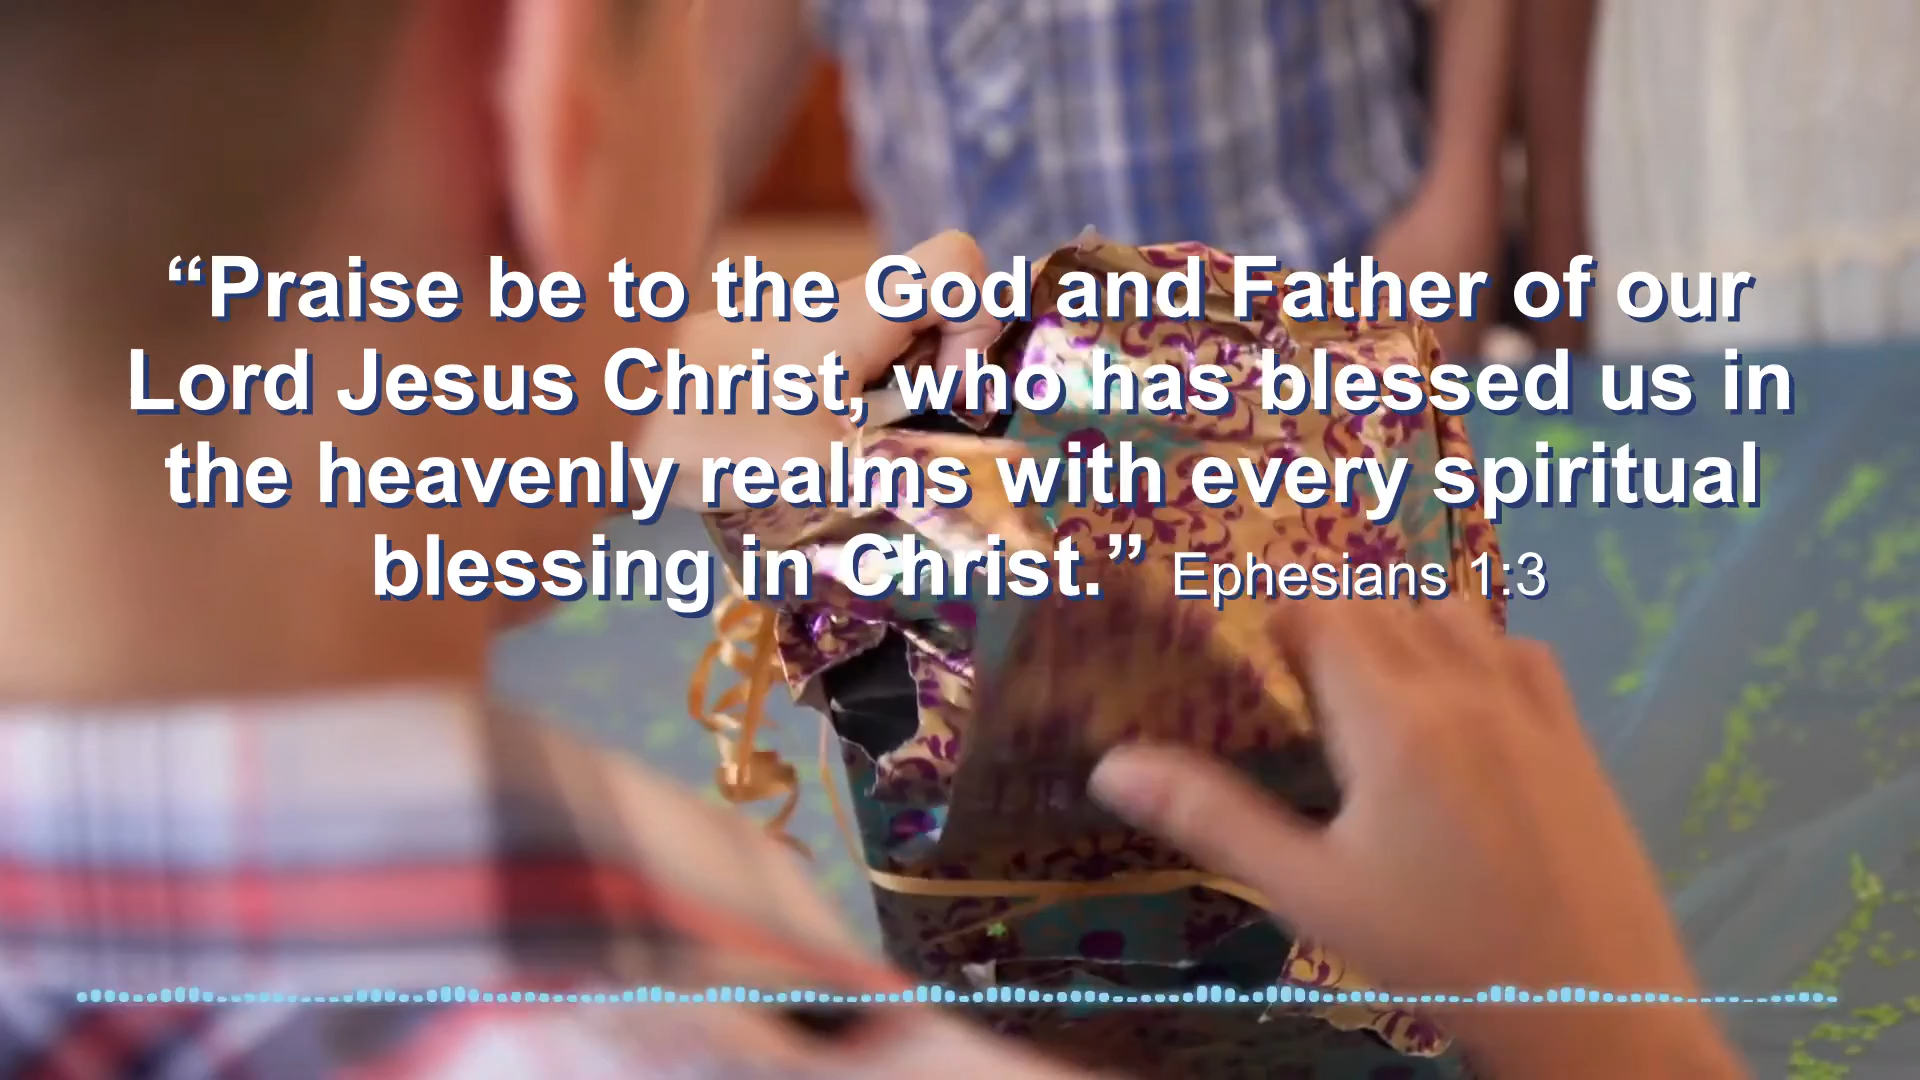 “Praise be to the God and Father of our
Lord Jesus Christ, who has blessed us in
the heavenly realms with every spiritual
blessing in Christ.” Ephesians 1:3